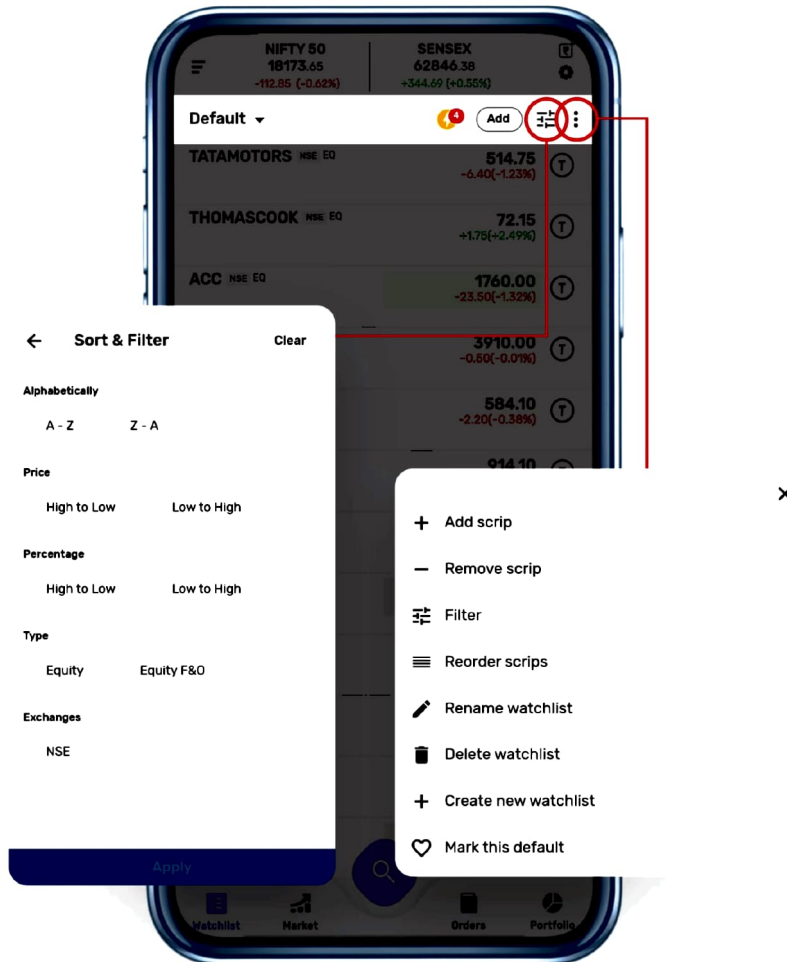 NIFTY 50 SENSEX
18173.65 62846.38
-112.85 (-0.62%) +344.69 (+0.55%)
Default 4 Add
TATAMOTORS NSE EQ 514.75 T
-6.40(-1.23%)
THOMASCOOK NSE EQ 72.15 T
+1.75(+2.49%)
ACC NSE EQ 1760.00 T
-23.50(-1.32%)
3910.00 T
-0.50(-0.01%)
584.10 T
-2.20(-0.38%)
914.10
Sort & Filter Clear
Alphabetically
A - Z Z - A
Price
High to Low Low to High
Percentage
High to Low Low to High
Type
Equity Equity F&O
Exchanges
NSE
Apply
Add scrip
Remove scrip
Filter
Reorder scrips
Rename watchlist
Delete watchlist
Create new watchlist
Mark this default
Watchlist Market Orders Portfolio